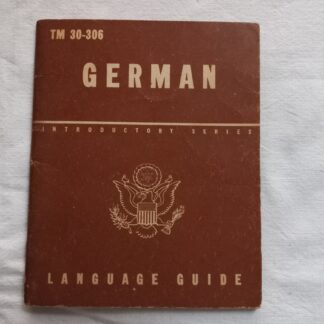 TM 30-306
GERMAN
INTRODUCTORY SERIES
LANGUAGE GUIDE